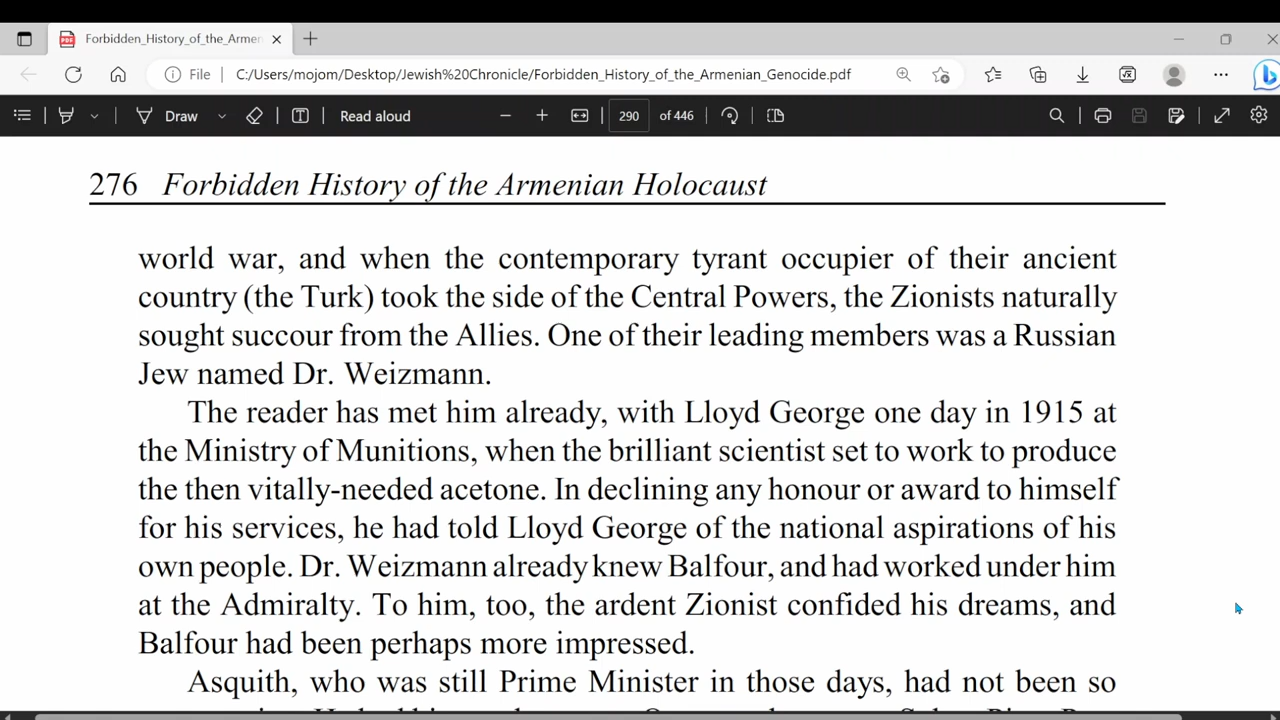 Forbidden_History_of_the_Armen
File C:/Users/mojom/Desktop/Jewish%20Chronicle/Forbidden_History_of_the_Armenian_Genocide.pdf
Draw Read aloud 290 of 446
276 Forbidden History of the Armenian Holocaust
world war, and when the contemporary tyrant occupier of their ancient
country (the Turk) took the side of the Central Powers, the Zionists naturally
sought succour from the Allies. One of their leading members was a Russian
Jew named Dr. Weizmann.
The reader has met him already, with Lloyd George one day in 1915 at
the Ministry of Munitions, when the brilliant scientist set to work to produce
the then vitally-needed acetone. In declining any honour or award to himself
for his services, he had told Lloyd George of the national aspirations of his
own people. Dr. Weizmann already knew Balfour, and had worked under him
at the Admiralty. To him, too, the ardent Zionist confided his dreams, and
Balfour had been perhaps more impressed.
Asquith, who was still Prime Minister in those days, had not been so